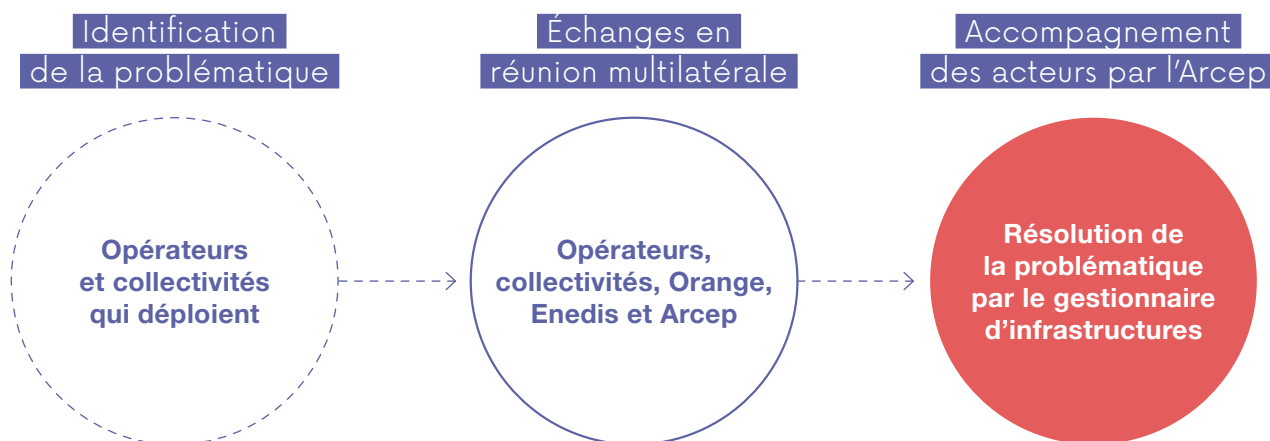 Identification
de la problématique
Opérateurs
et collectivités
qui déploient
Échanges en
réunion multilatérale
Opérateurs,
collectivités, Orange,
Enedis et Arcep
Accompagnement
des acteurs par l’Arcep
Résolution de
la problématique
par le gestionnaire
d’infrastructures